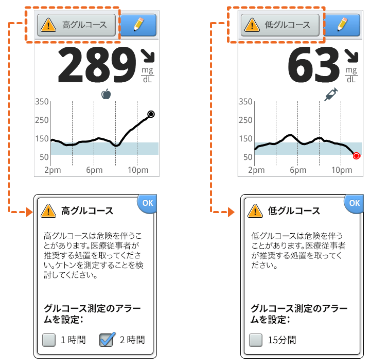 高グルコース
289
mg
dL
350
250
150
50
2pm 6pm 10pm
高グルコース
OK
高グルコースは危険を伴うこ
とがあります。医療従事者が
推奨する処置を取ってくださ
い。ケトンを測定することを検
討してください。
グルコース測定のアラー
ムを設定：
1時間 2時間
低グルコース
63
mg
dL
350
250
150
50
2pm 6pm 10pm
低グルコース
OK
低グルコースは危険を伴う
ことがあります。医療従事者
が推奨する処置を取ってく
ださい。
グルコース測定のアラー
ムを設定：
15分間